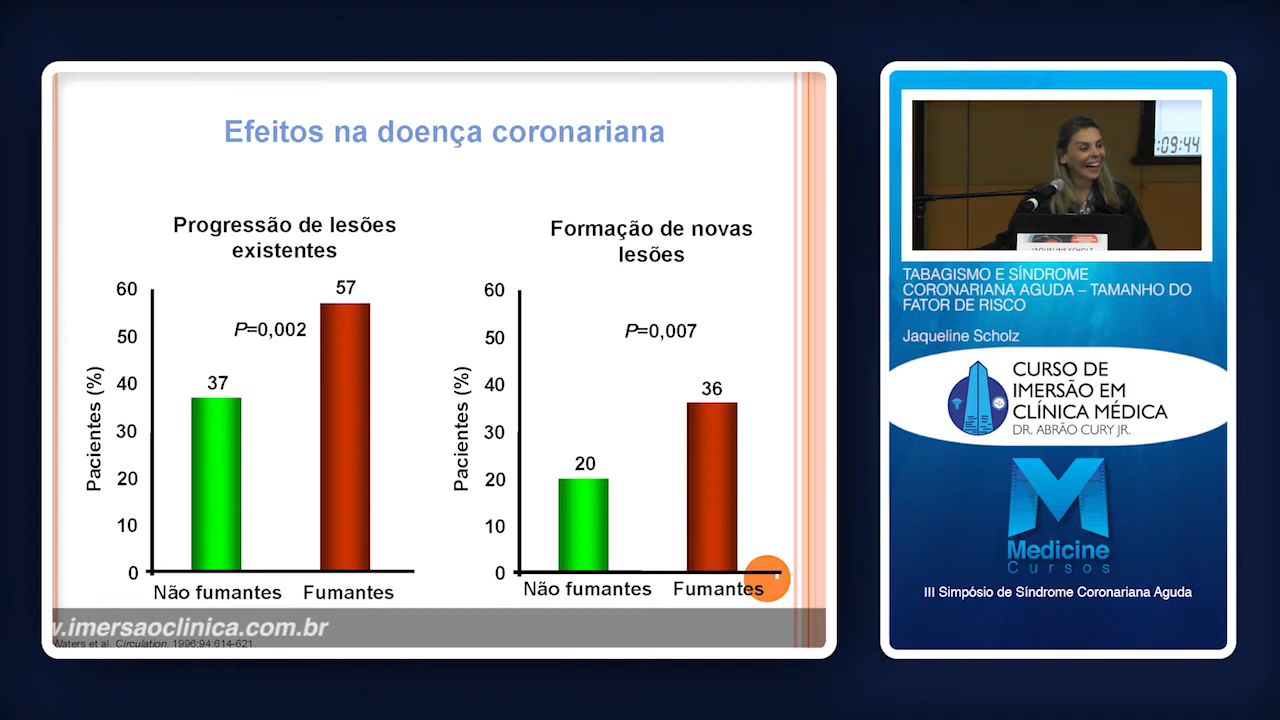 Efeitos na doença coronariana
Progressão de lesões
existentes
60
50
40
30
20
10
0
Pacientes (%)
37
P=0,002
57
Não fumantes
Fumantes
Formação de novas
lesões
60
50
40
30
20
10
0
Pacientes (%)
20
P=0,007
36
Não fumantes
Fumantes
.imersaoclinica.com.br
Waters et al. Circulation. 1996;94:614-621.
:09:44
JAQUELINE SCHOLZ
TABAGISMO E SÍNDROME
CORONARIANA AGUDA – TAMANHO DO
FATOR DE RISCO
Jaqueline Scholz
CURSO DE
IMERSÃO EM
CLÍNICA MÉDICA
DR. ABRÃO CURY JR.
M
Medicine
Cursos
III Simpósio de Síndrome Coronariana Aguda